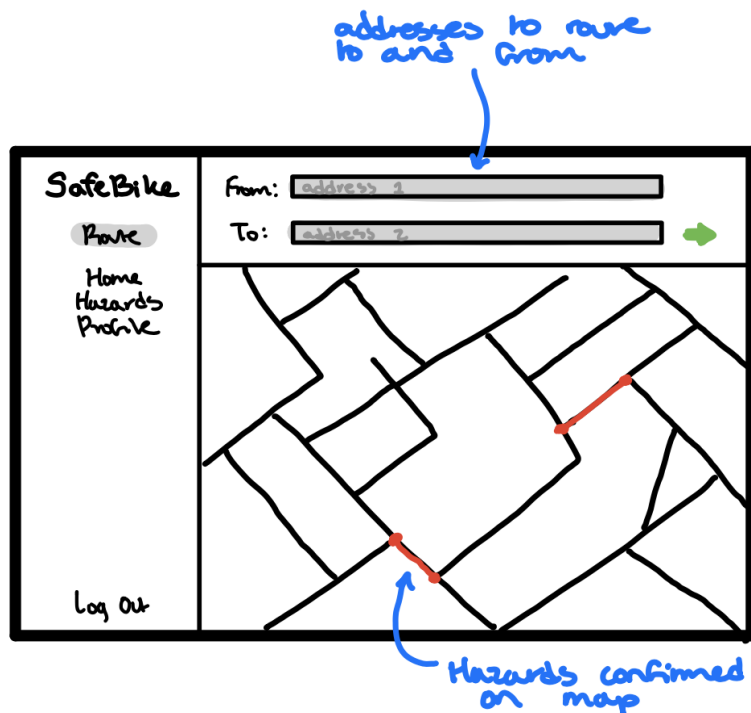 addresses to route
to and from
SafeBike
Route
Home
Hazards
Profile
Log Out
From: address 1
To: address 2
Hazards confirmed
on map